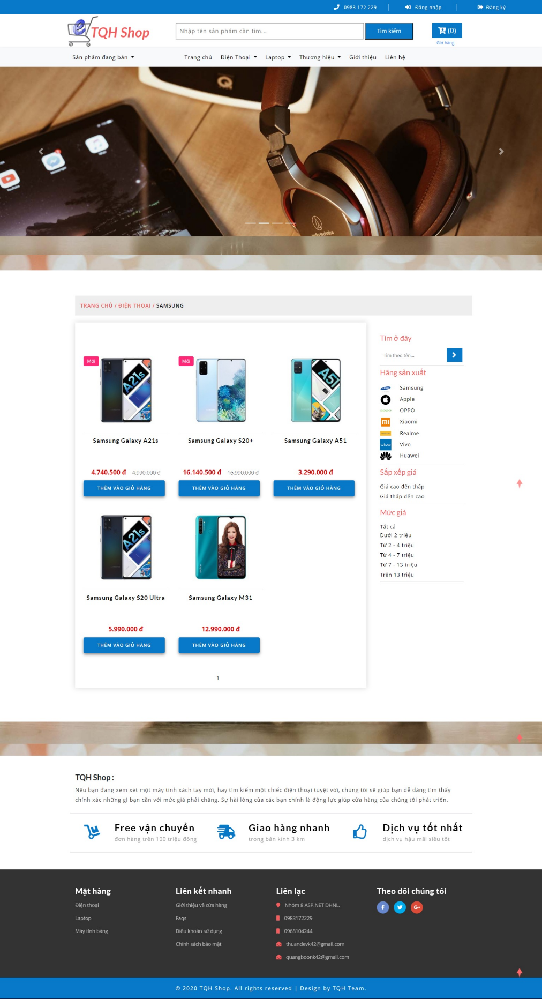 0983 172 229
Đăng nhập
Đăng ký
TQH Shop
Nhập tên sản phẩm cần tìm...
Tìm kiếm
(0)
Giỏ hàng
Sản phẩm đang bán
Trang chủ
Điện Thoại
Laptop
Thương hiệu
Giới thiệu
Liên hệ
YouTube
audio-technica
TRANG CHỦ / ĐIỆN THOẠI / SAMSUNG
Mới
A21s
Samsung Galaxy A21s
4.740.500 đ 4.990.000 đ
THÊM VÀO GIỎ HÀNG
Mới
Samsung Galaxy S20+
16.140.500 đ 16.990.000 đ
THÊM VÀO GIỎ HÀNG
A51
Samsung Galaxy A51
3.290.000 đ
THÊM VÀO GIỎ HÀNG
A21s
Samsung Galaxy S20 Ultra
5.990.000 đ
THÊM VÀO GIỎ HÀNG
Samsung Galaxy M31
12.990.000 đ
THÊM VÀO GIỎ HÀNG
1
Tìm ở đây
Tìm theo tên...
Hãng sản xuất
Samsung
Apple
oppo OPPO
mi Xiaomi
realme Realme
vivo Vivo
Huawei
Sắp xếp giá
Giá cao đến thấp
Giá thấp đến cao
Mức giá
Tất cả
Dưới 2 triệu
Từ 2 - 4 triệu
Từ 4 - 7 triệu
Từ 7 - 13 triệu
Trên 13 triệu
TQH Shop :
Nếu bạn đang xem xét một máy tính xách tay mới, hay tìm kiếm một chiếc điện thoại tuyệt vời, chúng tôi sẽ giúp bạn dễ dàng tìm thấy
chính xác những gì bạn cần với mức giá phải chăng. Sự hài lòng của các bạn chính là động lực giúp cửa hàng của chúng tôi phát triển.
Free vận chuyển
đơn hàng trên 100 triệu đồng
Giao hàng nhanh
trong bán kính 3 km
Dịch vụ tốt nhất
dịch vụ hậu mãi siêu tốt
Mặt hàng
Điện thoại
Laptop
Máy tính bảng
Liên kết nhanh
Giới thiệu về cửa hàng
Faqs
Điều khoản sử dụng
Chính sách bảo mật
Liên lạc
Nhóm 8 ASP.NET DHNL.
0983172229
0968104244
thuandevk42@gmail.com
quangboonk42@gmail.com
Theo dõi chúng tôi
© 2020 TQH Shop. All rights reserved | Design by TQH Team.